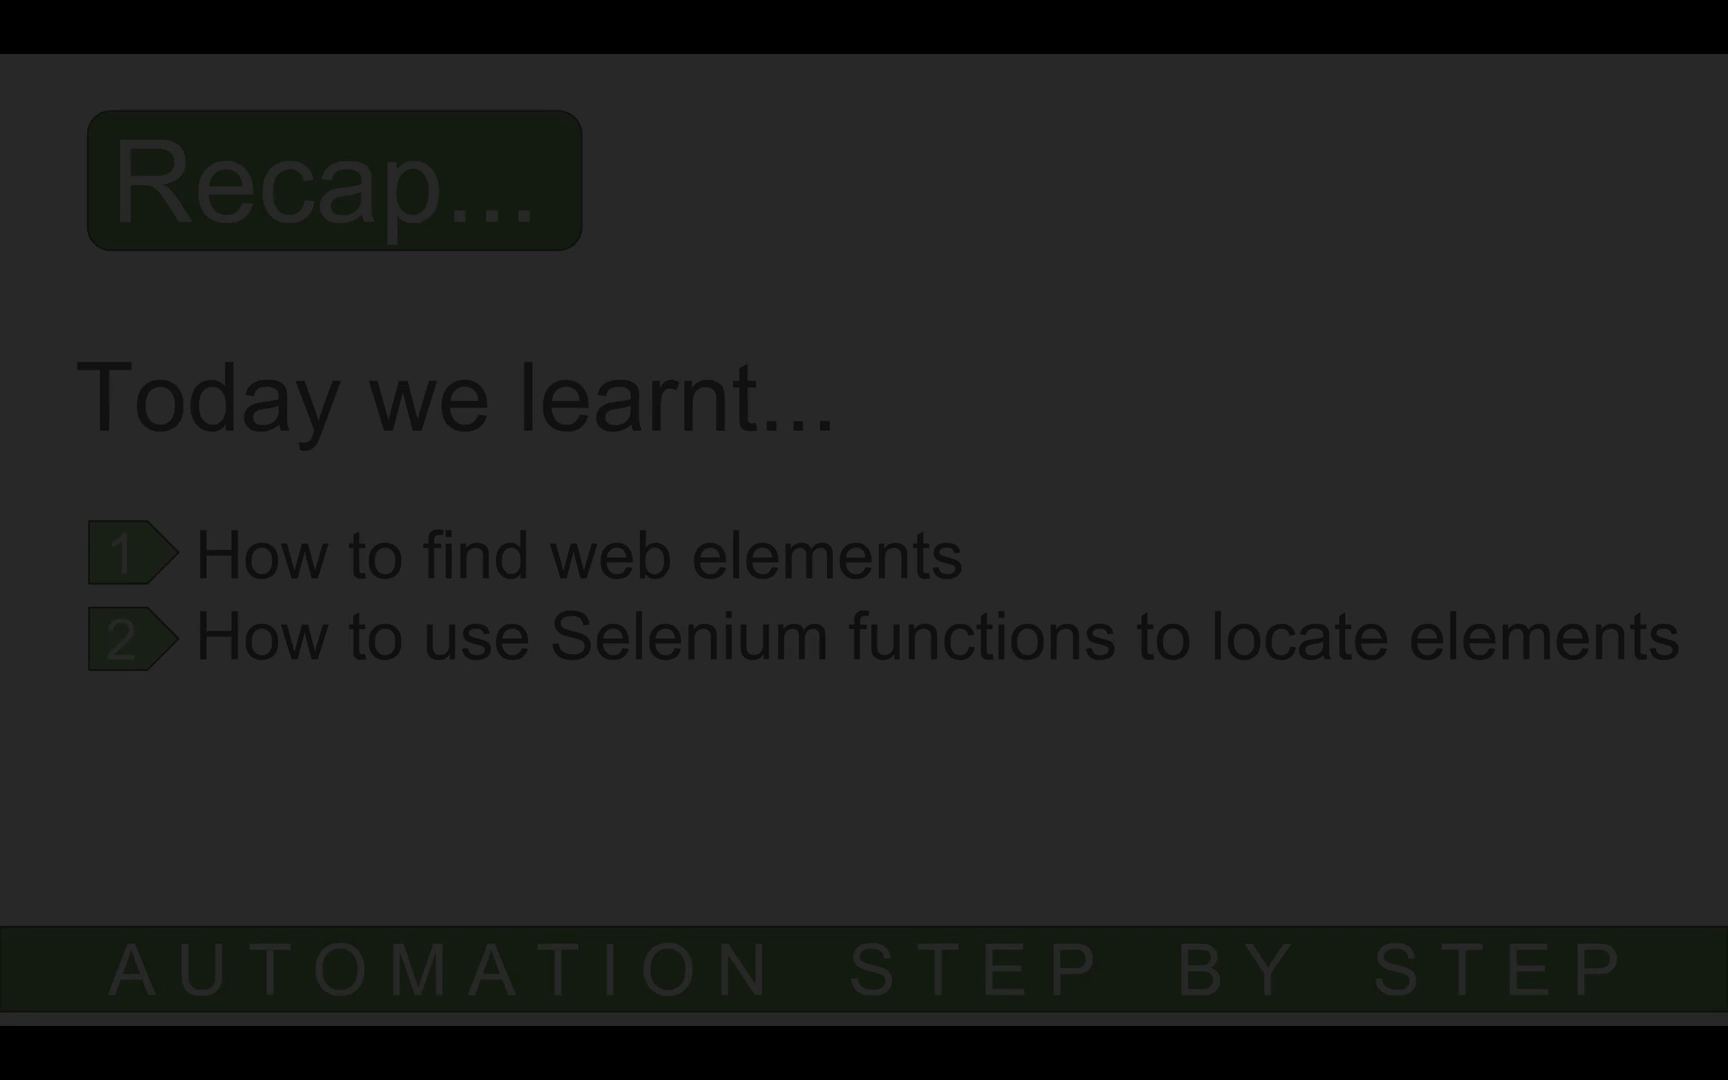 Recap...
Today we learnt...
1 How to find web elements
2 How to use Selenium functions to locate elements
AUTOMATION STEP BY STEP